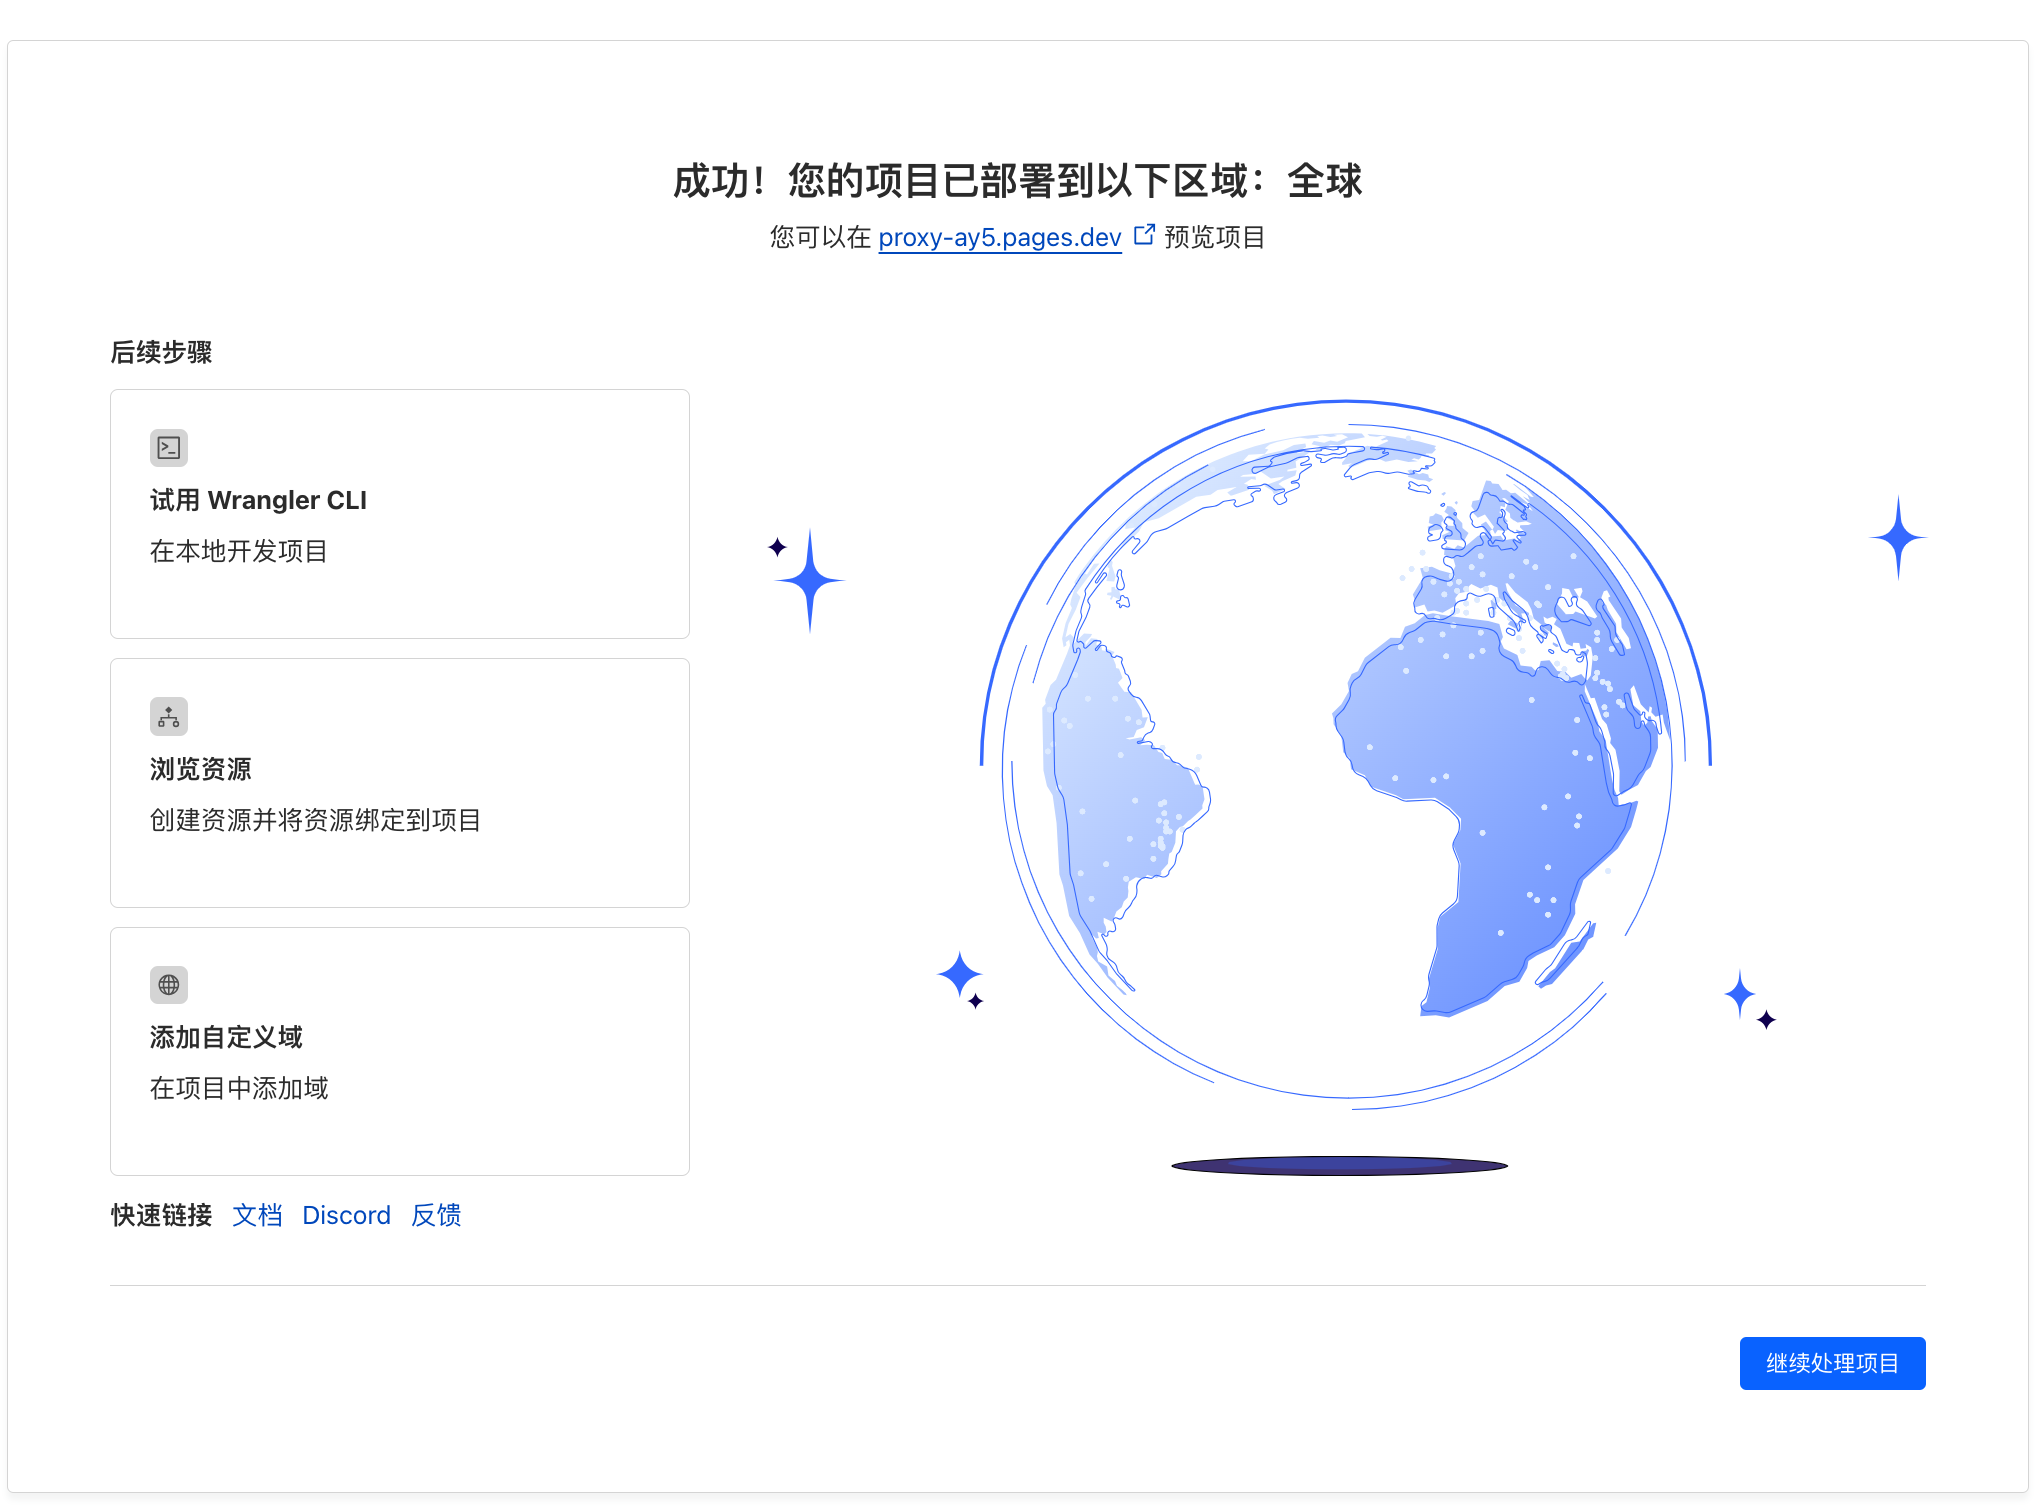 成功！您的项目已部署到以下区域：全球
您可以在 proxy-ay5.pages.dev 预览项目
后续步骤
试用 Wrangler CLI
在本地开发项目
浏览资源
创建资源并将资源绑定到项目
添加自定义域
在项目中添加域
快速链接 文档 Discord 反馈
继续处理项目